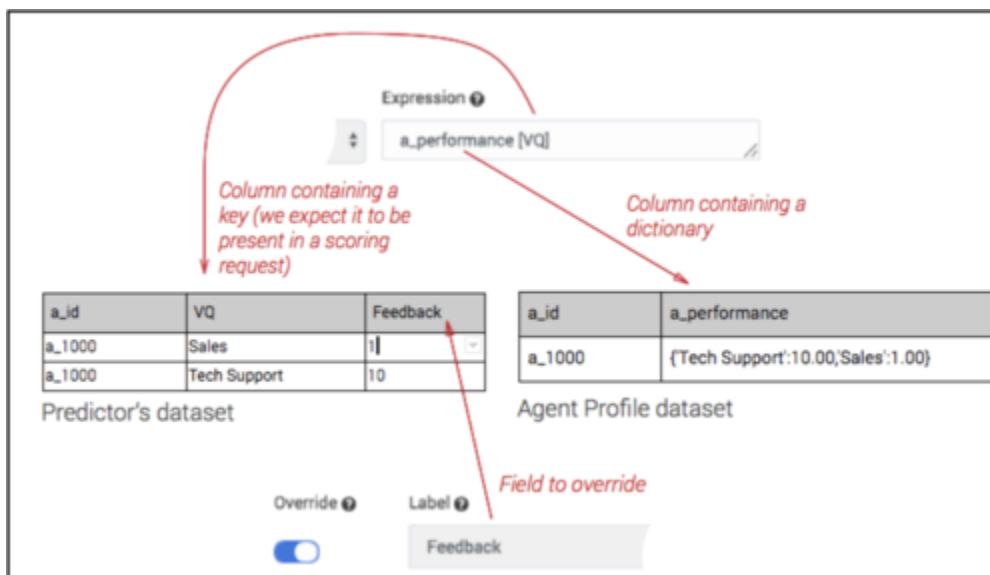 Expression
a_performance [VQ]
Column containing a
key (we expect it to be
present in a scoring
request)
Column containing a
dictionary
a_id VQ Feedback
a_1000 Sales 1
a_1000 Tech Support 10
Predictor's dataset
a_id a_performance
a_1000 {'Tech Support':10.00,'Sales':1.00}
Agent Profile dataset
Field to override
Override Label
Feedback